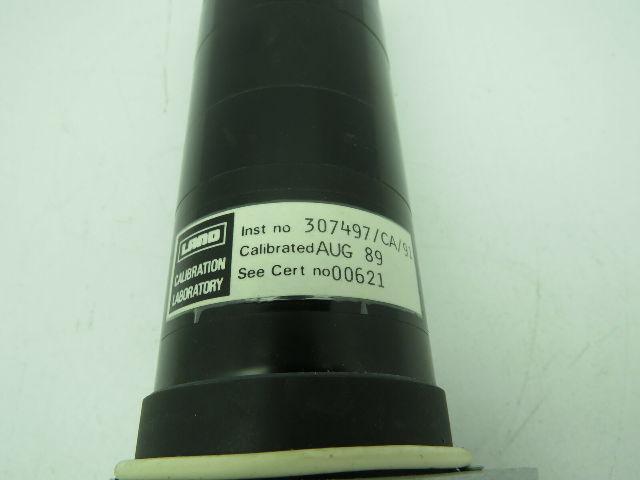 LAND
CALIBRATION
LABORATORY
Inst no 307497/CA/91
Calibrated AUG 89
See Cert no 00621